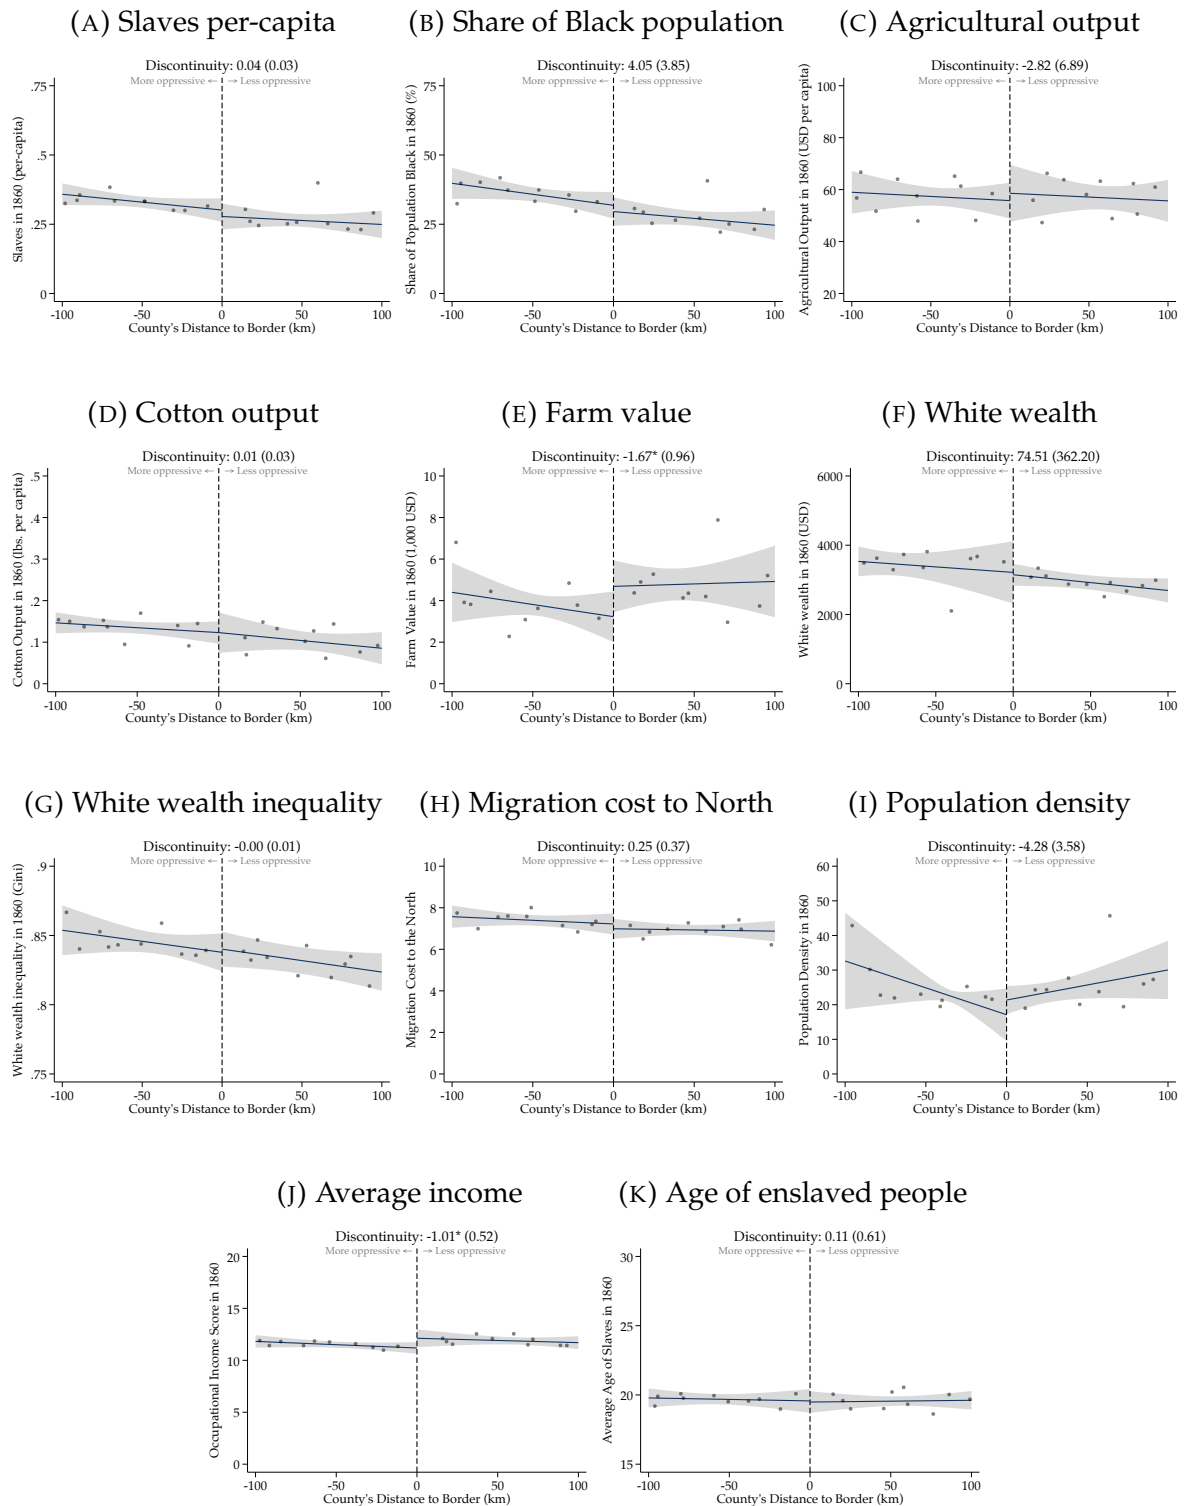 (A) Slaves per-capita
Discontinuity: 0.04 (0.03)
More oppressive ← → Less oppressive
Slaves in 1860 (per-capita)
.75
.5
.25
0
-100 -50 0 50 100
County's Distance to Border (km)
(B) Share of Black population
Discontinuity: 4.05 (3.85)
More oppressive ← → Less oppressive
Share of Population Black in 1860 (%)
75
50
25
0
-100 -50 0 50 100
County's Distance to Border (km)
(C) Agricultural output
Discontinuity: -2.82 (6.89)
More oppressive ← → Less oppressive
Agricultural Output in 1860 (USD per capita)
100
80
60
40
20
-100 -50 0 50 100
County's Distance to Border (km)
(D) Cotton output
Discontinuity: 0.01 (0.03)
More oppressive ← → Less oppressive
Cotton Output in 1860 (lbs. per capita)
.5
.4
.3
.2
.1
0
-100 -50 0 50 100
County's Distance to Border (km)
(E) Farm value
Discontinuity: -1.67* (0.96)
More oppressive ← → Less oppressive
Farm Value in 1860 (1,000 USD)
10
8
6
4
2
0
-100 -50 0 50 100
County's Distance to Border (km)
(F) White wealth
Discontinuity: 74.51 (362.20)
More oppressive ← → Less oppressive
White wealth in 1860 (USD)
6000
4000
2000
0
-100 -50 0 50 100
County's Distance to Border (km)
(G) White wealth inequality
Discontinuity: -0.00 (0.01)
More oppressive ← → Less oppressive
White wealth inequality in 1860 (Gini)
.9
.85
.8
.75
-100 -50 0 50 100
County's Distance to Border (km)
(H) Migration cost to North
Discontinuity: 0.25 (0.37)
More oppressive ← → Less oppressive
Migration Cost to the North
10
8
6
4
2
0
-100 -50 0 50 100
County's Distance to Border (km)
(I) Population density
Discontinuity: -4.28 (3.58)
More oppressive ← → Less oppressive
Population Density in 1860
60
50
40
30
20
10
0
-100 -50 0 50 100
County's Distance to Border (km)
(J) Average income
Discontinuity: -1.01* (0.52)
More oppressive ← → Less oppressive
Occupational Income Score in 1860
20
15
10
5
0
-100 -50 0 50 100
County's Distance to Border (km)
(K) Age of enslaved people
Discontinuity: 0.11 (0.61)
More oppressive ← → Less oppressive
Average Age of Slaves in 1860
30
25
20
15
-100 -50 0 50 100
County's Distance to Border (km)